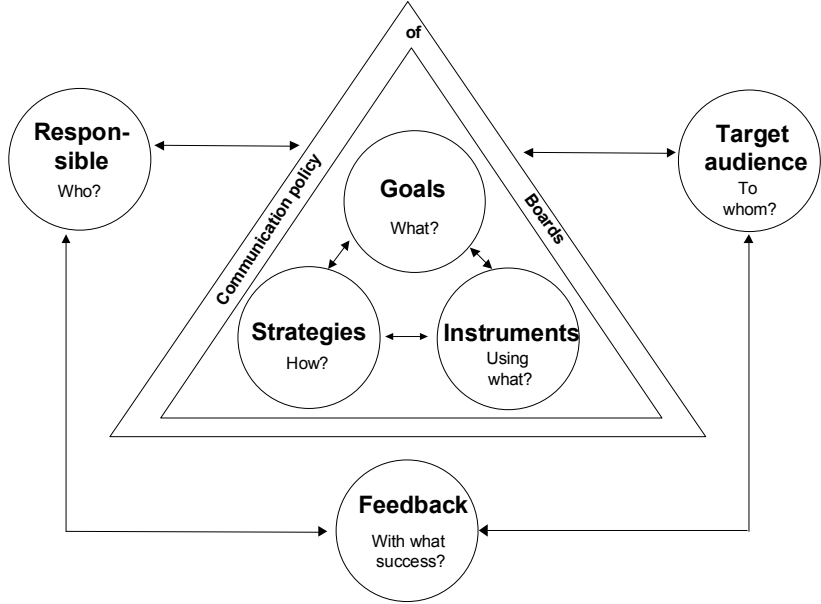 of
Communication policy
Boards
Respon-
sible
Who?
Goals
What?
Target
audience
To
whom?
Strategies
How?
Instruments
Using
what?
Feedback
With what
success?